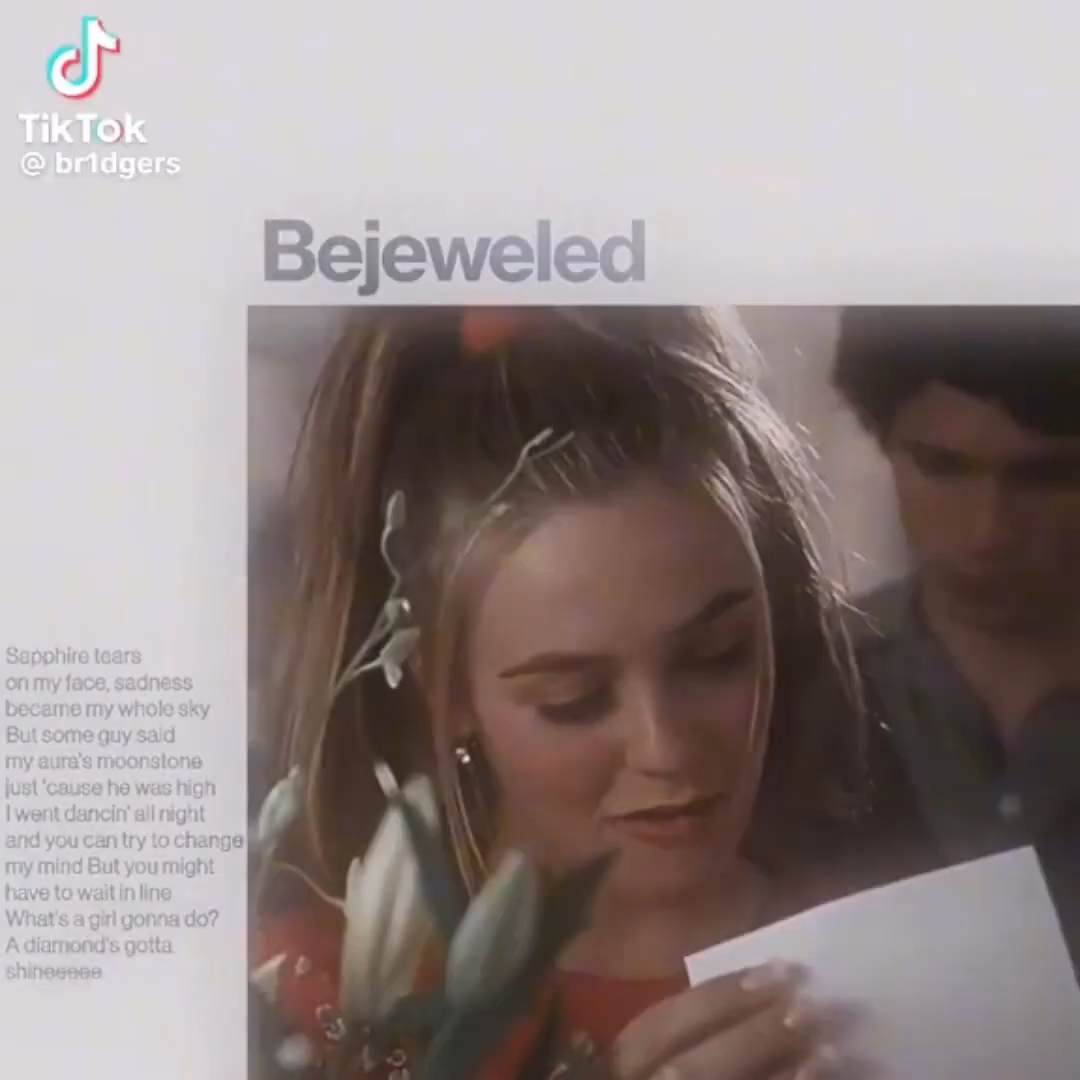 TikTok
@ br1dgers
Bejeweled
Sapphire tears
on my face, sadness
became my whole sky
But some guy said
my aura's moonstone
just 'cause he was high
I went dancin' all night
and you can try to change
my mind But you might
have to wait in line
What's a girl gonna do?
A diamond's gotta
shineeeee